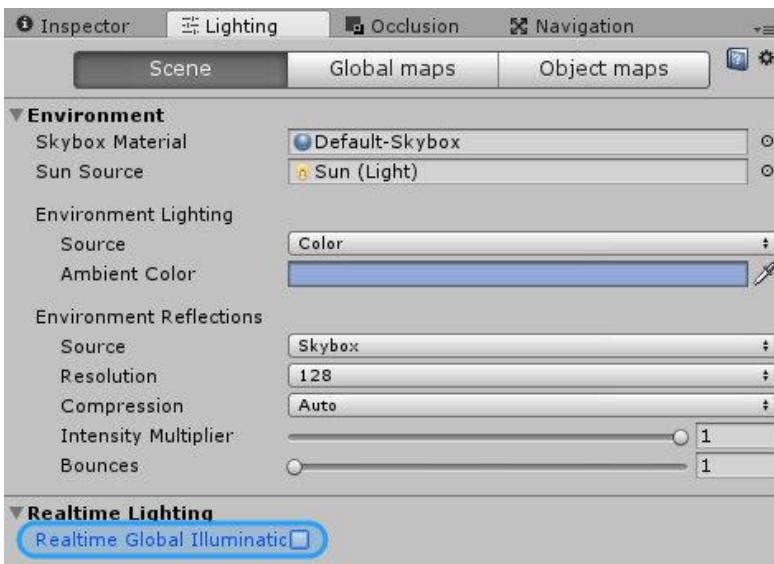 Inspector Lighting Occlusion Navigation
Scene Global maps Object maps
Environment
Skybox Material Default-Skybox
Sun Source Sun (Light)
Environment Lighting
Source Color
Ambient Color
Environment Reflections
Source Skybox
Resolution 128
Compression Auto
Intensity Multiplier 1
Bounces 1
Realtime Lighting
Realtime Global Illuminatic